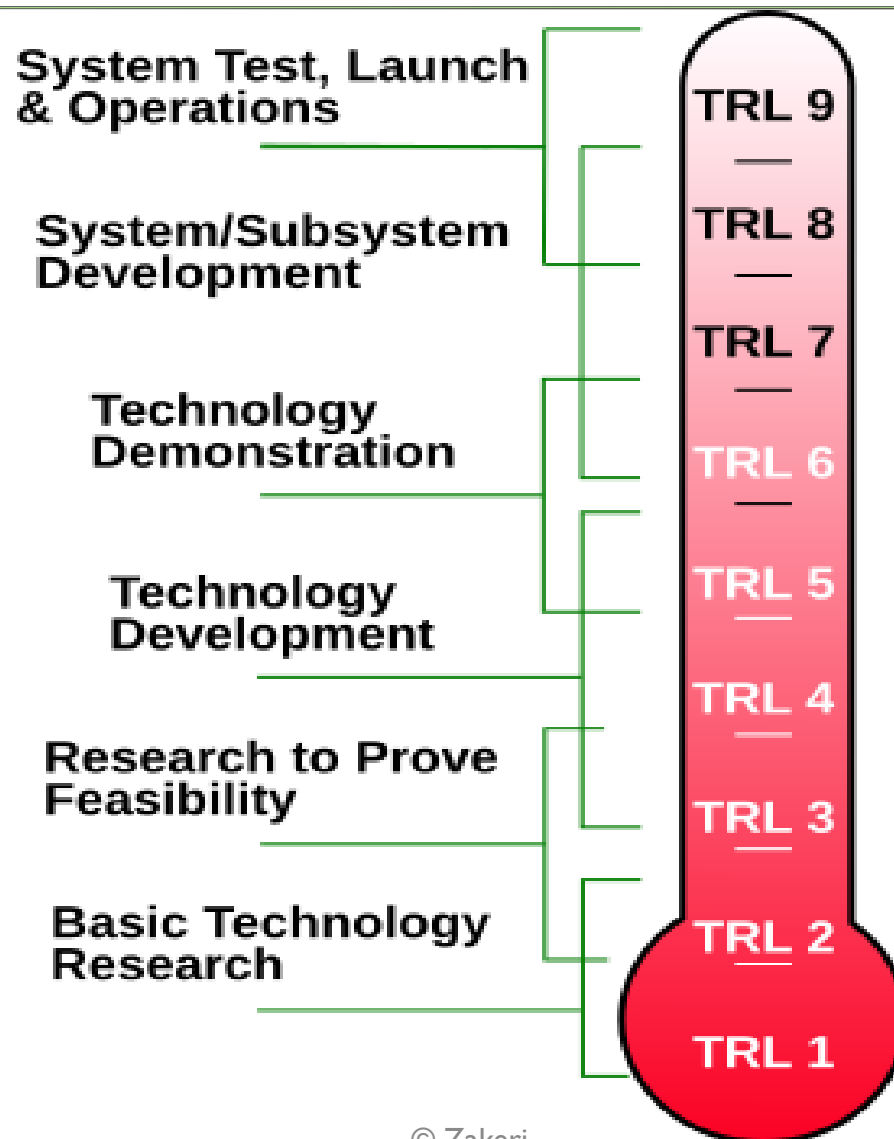 System Test, Launch
& Operations
System/Subsystem
Development
Technology
Demonstration
Technology
Development
Research to Prove
Feasibility
Basic Technology
Research
TRL 9
TRL 8
TRL 7
TRL 6
TRL 5
TRL 4
TRL 3
TRL 2
TRL 1
© Zakeri